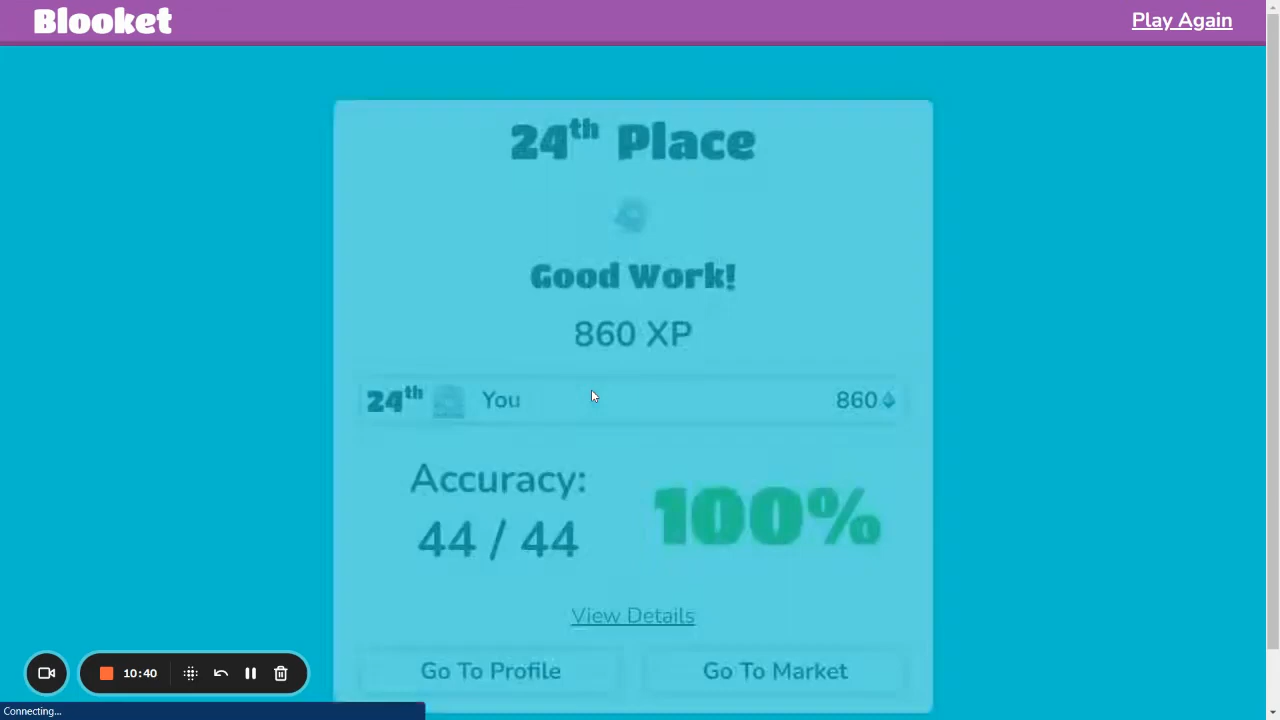 Blooket
Play Again
24th Place
Good Work!
860 XP
24th You 860
Accuracy:
44 / 44
100%
View Details
Go To Profile
Go To Market
10:40
Connecting...